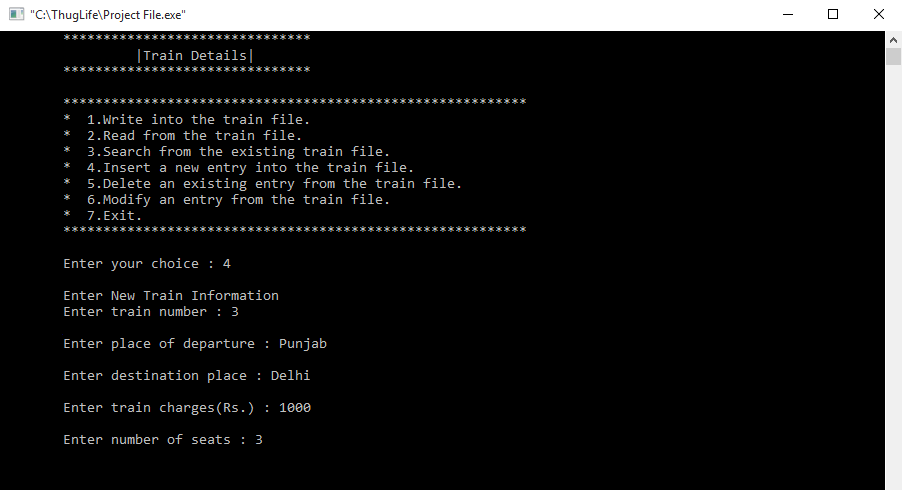 "C:\ThugLife\Project File.exe"
*******************************
|Train Details|
*******************************
**********************************************************
* 1.Write into the train file.
* 2.Read from the train file.
* 3.Search from the existing train file.
* 4.Insert a new entry into the train file.
* 5.Delete an existing entry from the train file.
* 6.Modify an entry from the train file.
* 7.Exit.
**********************************************************
Enter your choice : 4
Enter New Train Information
Enter train number : 3
Enter place of departure : Punjab
Enter destination place : Delhi
Enter train charges(Rs.) : 1000
Enter number of seats : 3